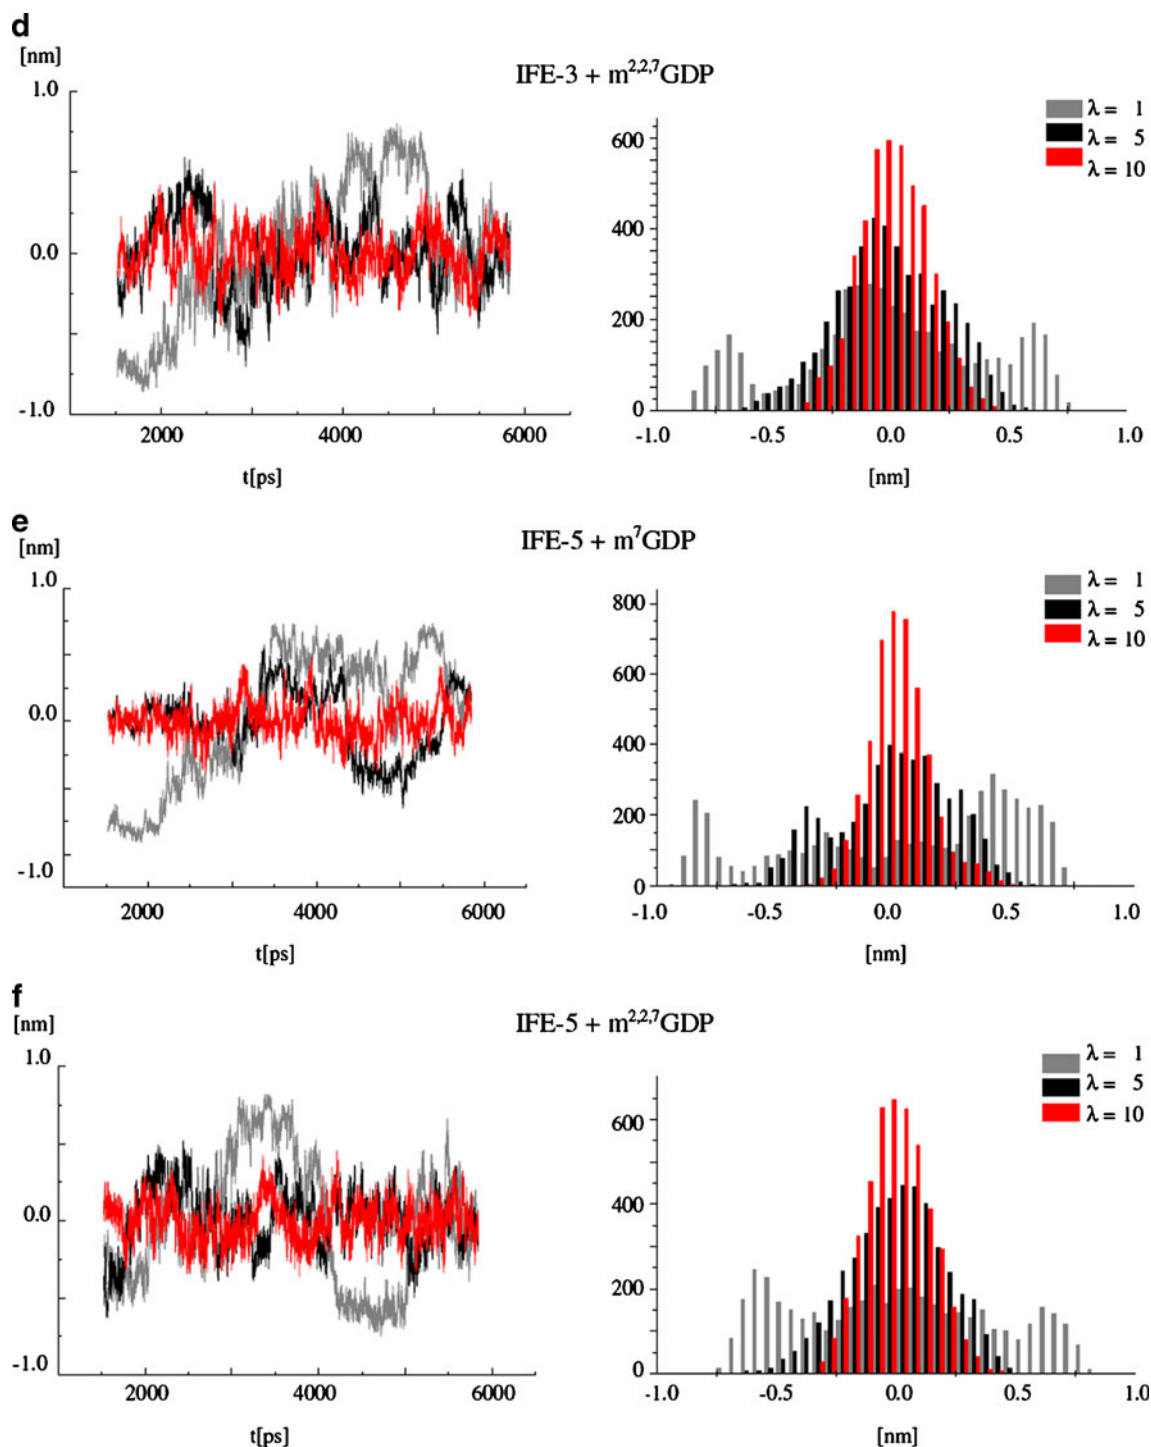 d
[nm]
IFE-3 + m2,2,7GDP
1.0
0.0
-1.0
2000 4000 6000
t[ps]
λ = 1
λ = 5
λ = 10
600
400
200
0
-1.0 -0.5 0.0 0.5 1.0
[nm]
e
[nm]
IFE-5 + m7GDP
1.0
0.0
-1.0
2000 4000 6000
t[ps]
λ = 1
λ = 5
λ = 10
800
600
400
200
0
-1.0 -0.5 0.0 0.5 1.0
[nm]
f
[nm]
IFE-5 + m2,2,7GDP
1.0
0.0
-1.0
2000 4000 6000
t[ps]
λ = 1
λ = 5
λ = 10
600
400
200
0
-1.0 -0.5 0.0 0.5 1.0
[nm]